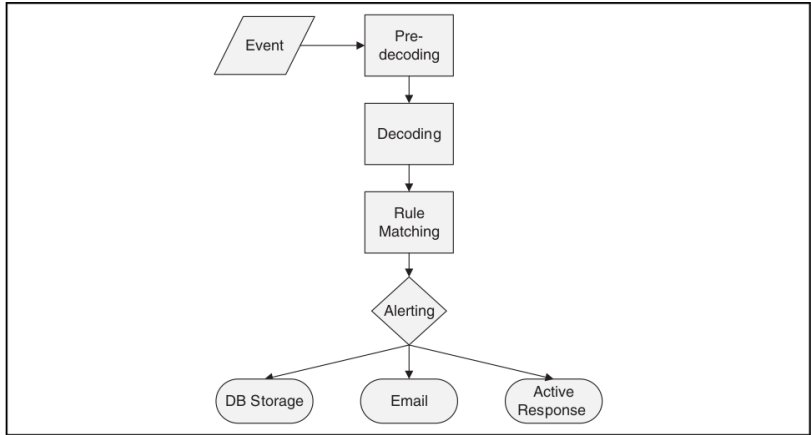 Event
Pre-
decoding
Decoding
Rule
Matching
Alerting
DB Storage
Email
Active
Response